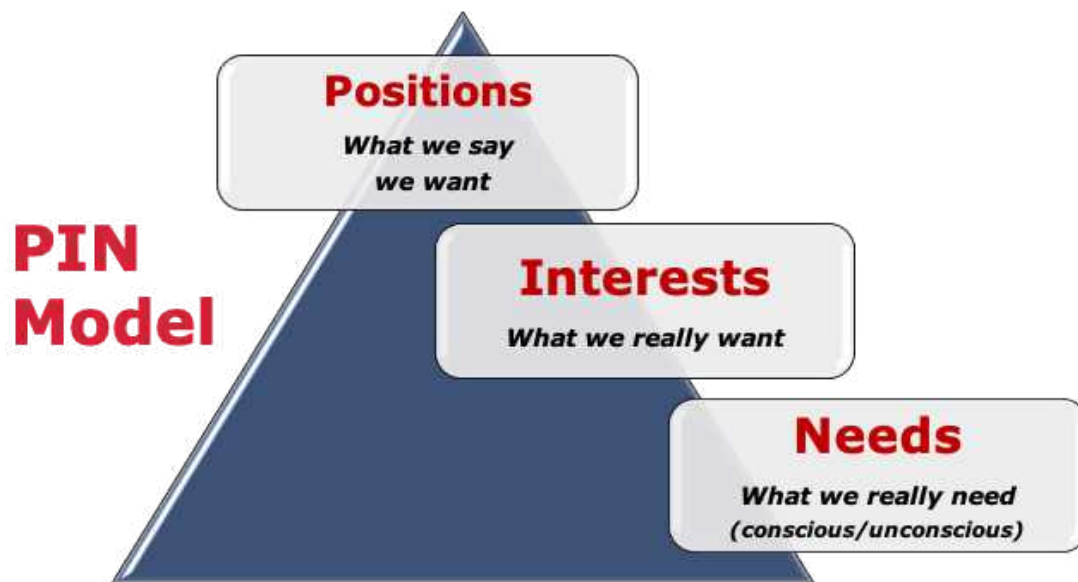 Positions
What we say
we want
PIN
Model
Interests
What we really want
Needs
What we really need
(conscious/unconscious)